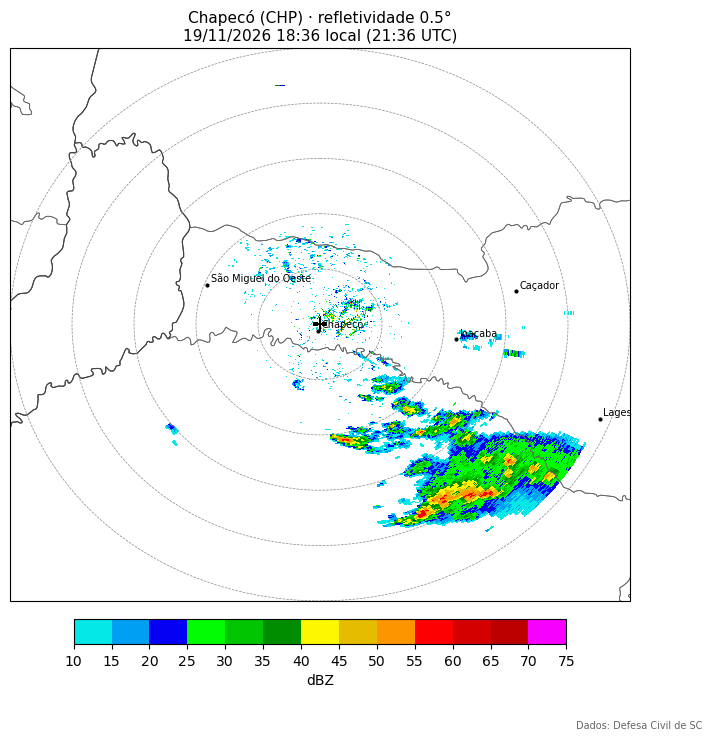 Chapecó (CHP) · refletividade 0.5°
19/11/2026 18:36 local (21:36 UTC)
São Miguel do Oeste
Caçador
Chapecó
Joaçaba
Lages
10 15 20 25 30 35 40 45 50 55 60 65 70 75
dBZ
Dados: Defesa Civil de SC